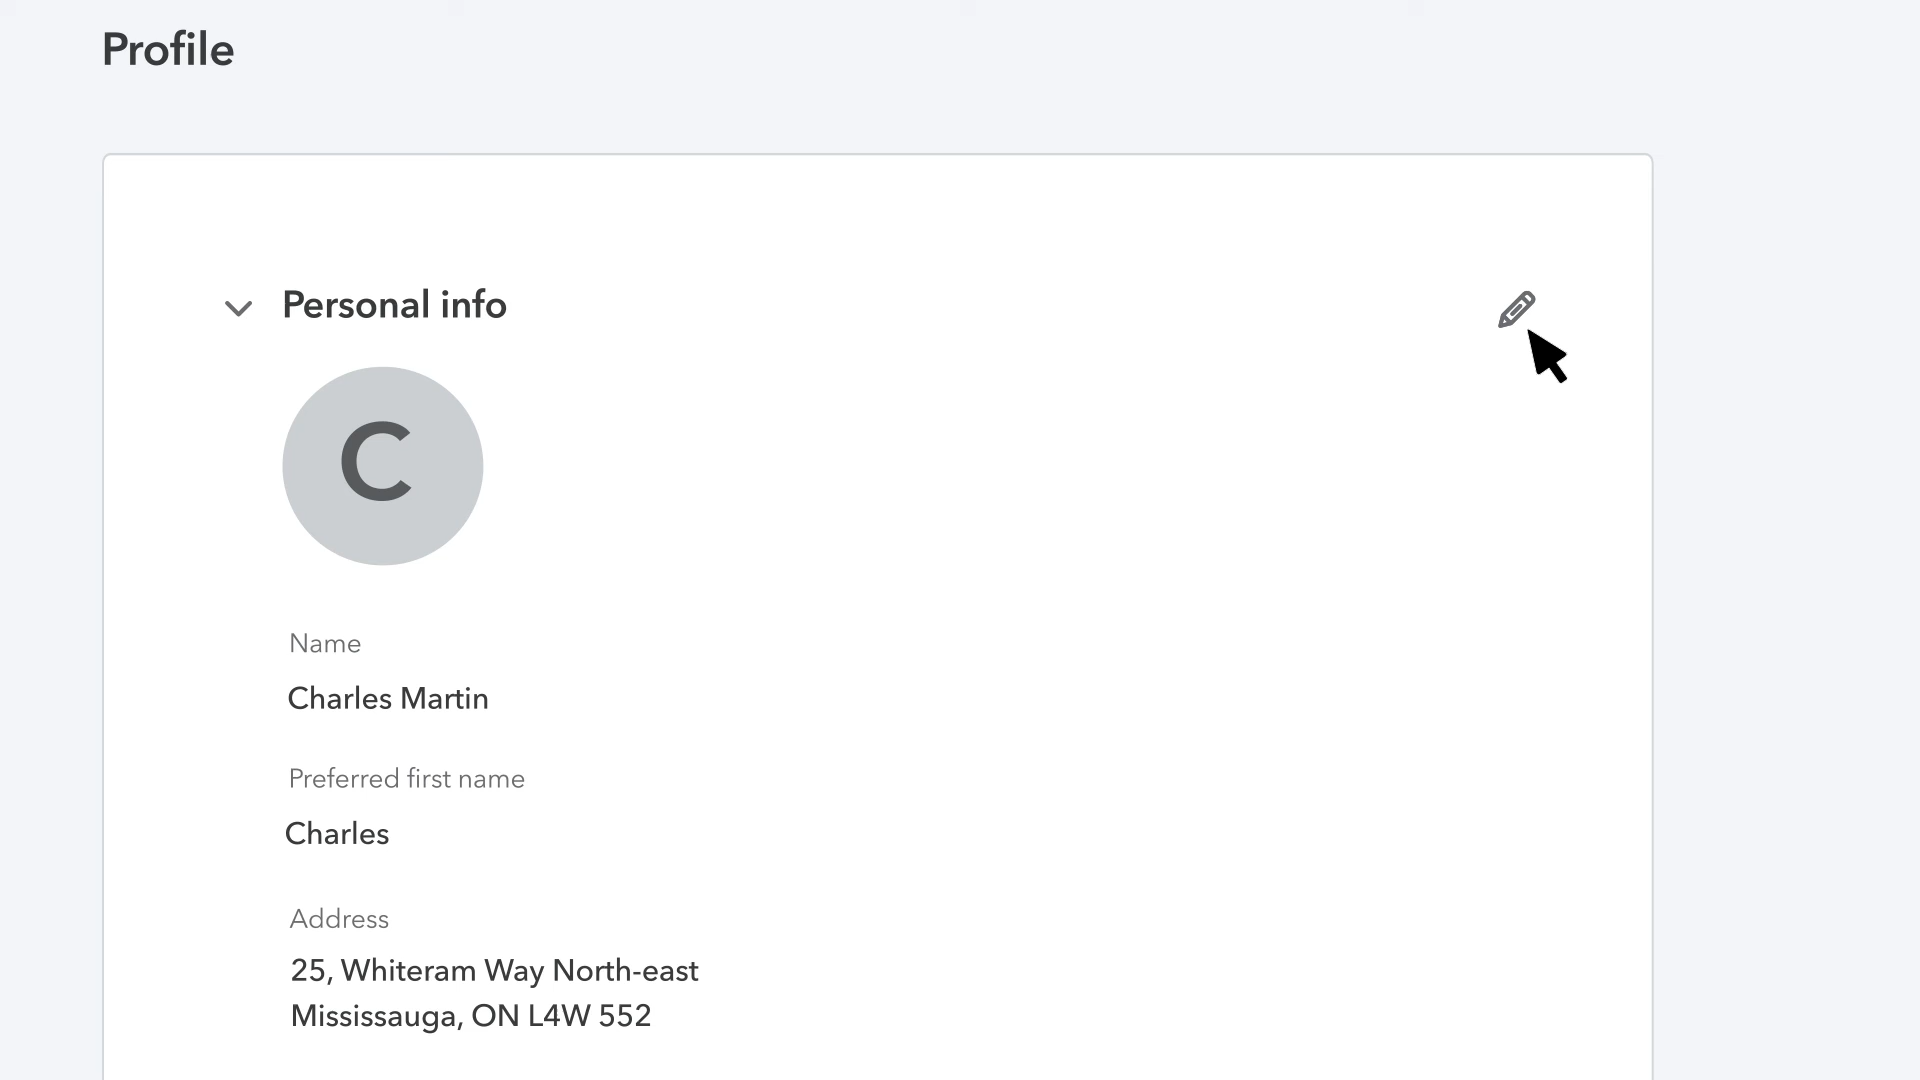 Profile
Personal info
C
Name
Charles Martin
Preferred first name
Charles
Address
25, Whiteram Way North-east
Mississauga, ON L4W 552